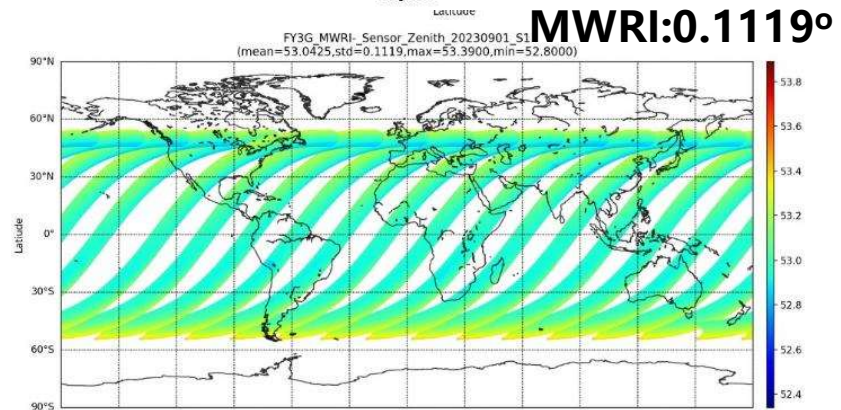 Latitude
MWRI:0.1119º
FY3G_MWRI-_Sensor_Zenith_20230901_S1
(mean=53.0425,std=0.1119,max=53.3900,min=52.8000)
90°N
60°N
30°N
0°
30°S
60°S
90°S
Latiude
53.8
53.6
53.4
53.2
53.0
52.8
52.6
52.4